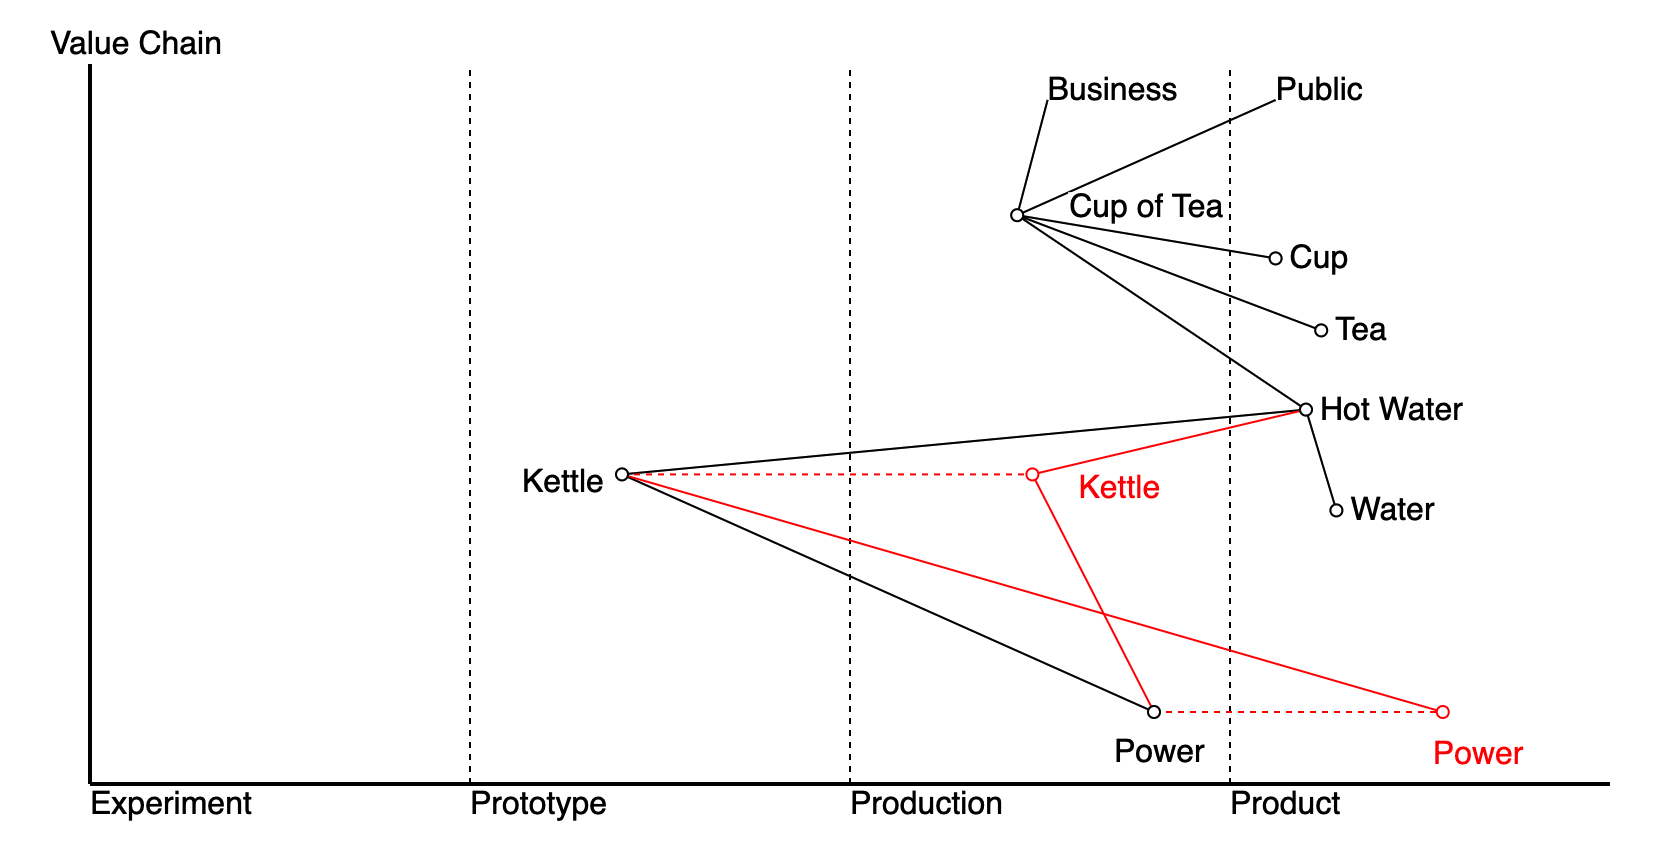 Value Chain
Business
Public
Cup of Tea
Cup
Tea
Hot Water
Kettle
Kettle
Water
Power
Power
Experiment
Prototype
Production
Product